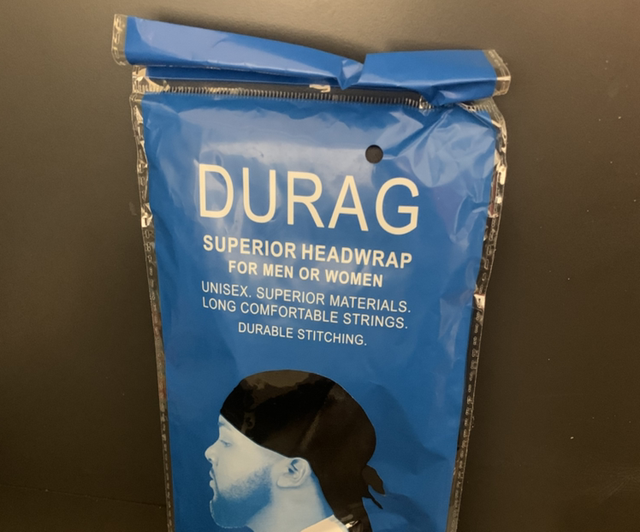 DURAG
SUPERIOR HEADWRAP
FOR MEN OR WOMEN
UNISEX. SUPERIOR MATERIALS.
LONG COMFORTABLE STRINGS.
DURABLE STITCHING.